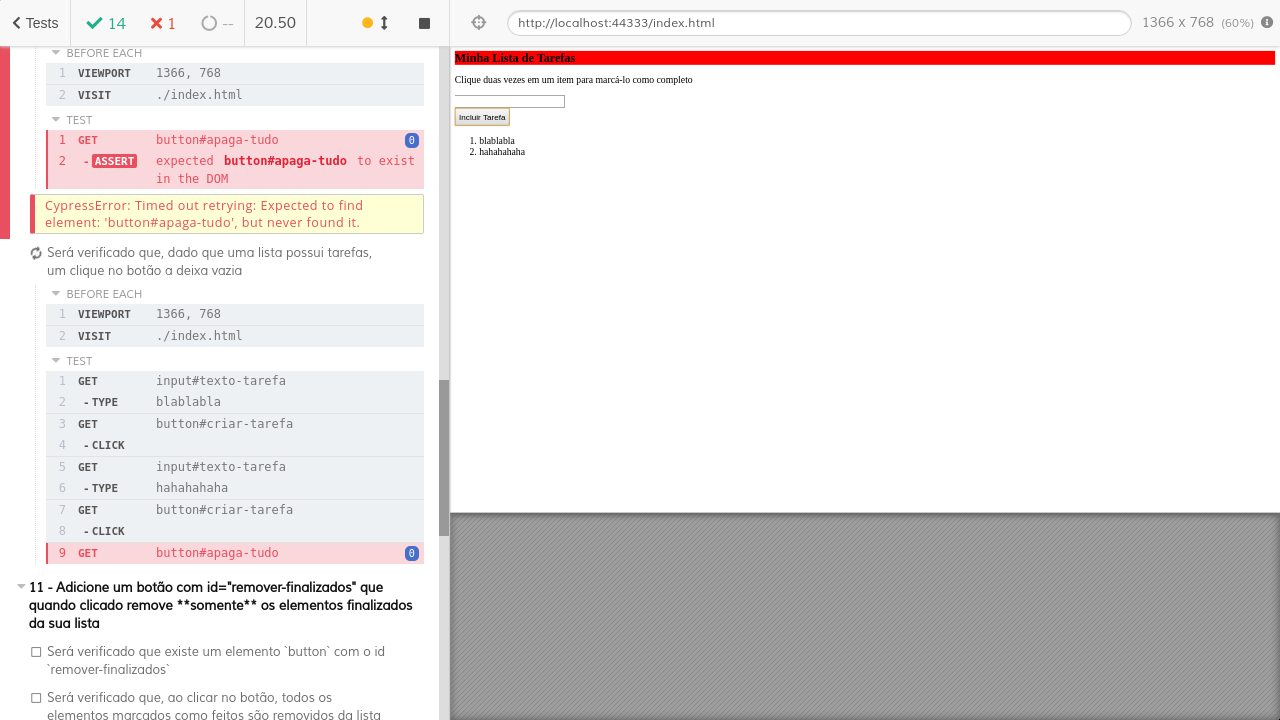 Tests
14
1
--
20.50
http://localhost:44333/index.html
1366 x 768 (60%)
BEFORE EACH
1 VIEWPORT 1366, 768
2 VISIT ./index.html
TEST
1 GET button#apaga-tudo 0
2 -ASSERT expected button#apaga-tudo to exist
in the DOM
CypressError: Timed out retrying: Expected to find
element: 'button#apaga-tudo', but never found it.
Será verificado que, dado que uma lista possui tarefas,
um clique no botão a deixa vazia
BEFORE EACH
1 VIEWPORT 1366, 768
2 VISIT ./index.html
TEST
1 GET input#texto-tarefa
2 -TYPE blablabla
3 GET button#criar-tarefa
4 -CLICK
5 GET input#texto-tarefa
6 -TYPE hahahahaha
7 GET button#criar-tarefa
8 -CLICK
9 GET button#apaga-tudo 0
11 - Adicione um botão com id="remover-finalizados" que
quando clicado remove **somente** os elementos finalizados
da sua lista
Será verificado que existe um elemento `button` com o id
`remover-finalizados`
Será verificado que, ao clicar no botão, todos os
elementos marcados como feitos são removidos da lista
Minha Lista de Tarefas
Clique duas vezes em um item para marcá-lo como completo
Incluir Tarefa
1. blablabla
2. hahahahaha